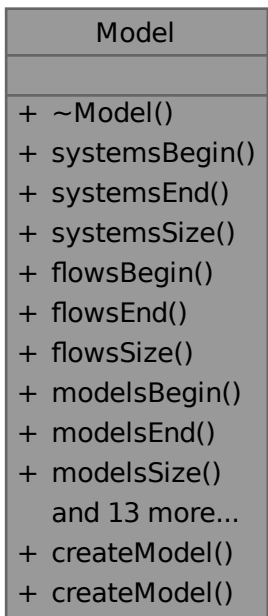 Model
+ ~Model()
+ systemsBegin()
+ systemsEnd()
+ systemsSize()
+ flowsBegin()
+ flowsEnd()
+ flowsSize()
+ modelsBegin()
+ modelsEnd()
+ modelsSize()
and 13 more...
+ createModel()
+ createModel()